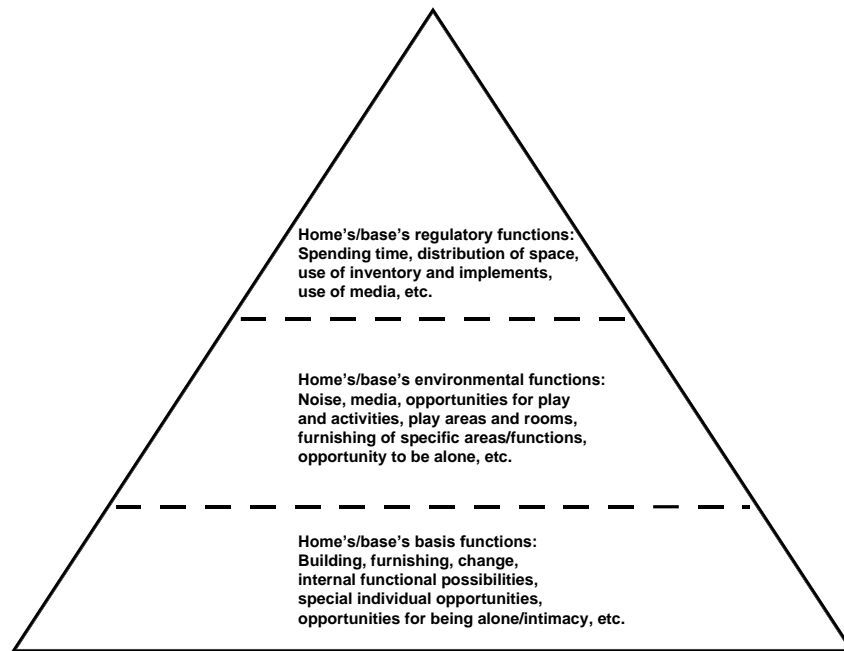 Home's/base's regulatory functions:
Spending time, distribution of space,
use of inventory and implements,
use of media, etc.
Home's/base's environmental functions:
Noise, media, opportunities for play
and activities, play areas and rooms,
furnishing of specific areas/functions,
opportunity to be alone, etc.
Home's/base's basis functions:
Building, furnishing, change,
internal functional possibilities,
special individual opportunities,
opportunities for being alone/intimacy, etc.